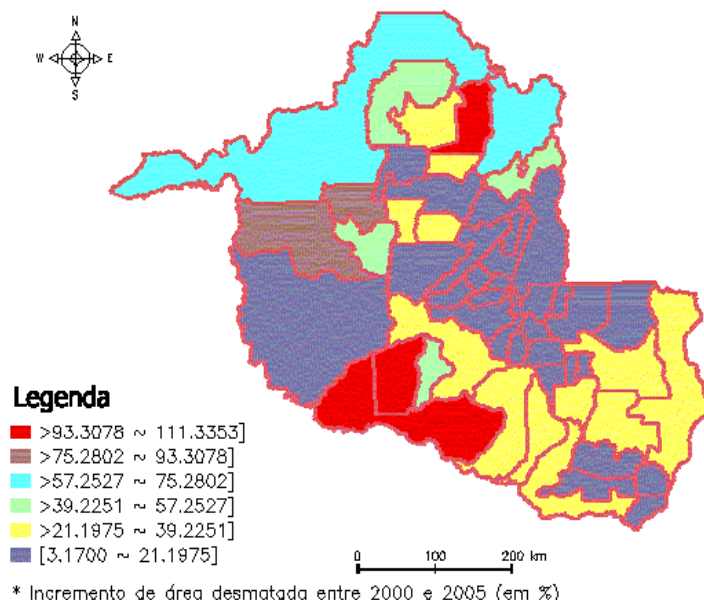 N
W E
S
Legenda
>93.3078 ~ 111.3353]
>75.2802 ~ 93.3078]
>57.2527 ~ 75.2802]
>39.2251 ~ 57.2527]
>21.1975 ~ 39.2251]
[3.1700 ~ 21.1975]
0 100 200 km
* Incremento de área desmatada entre 2000 e 2005 (em %)